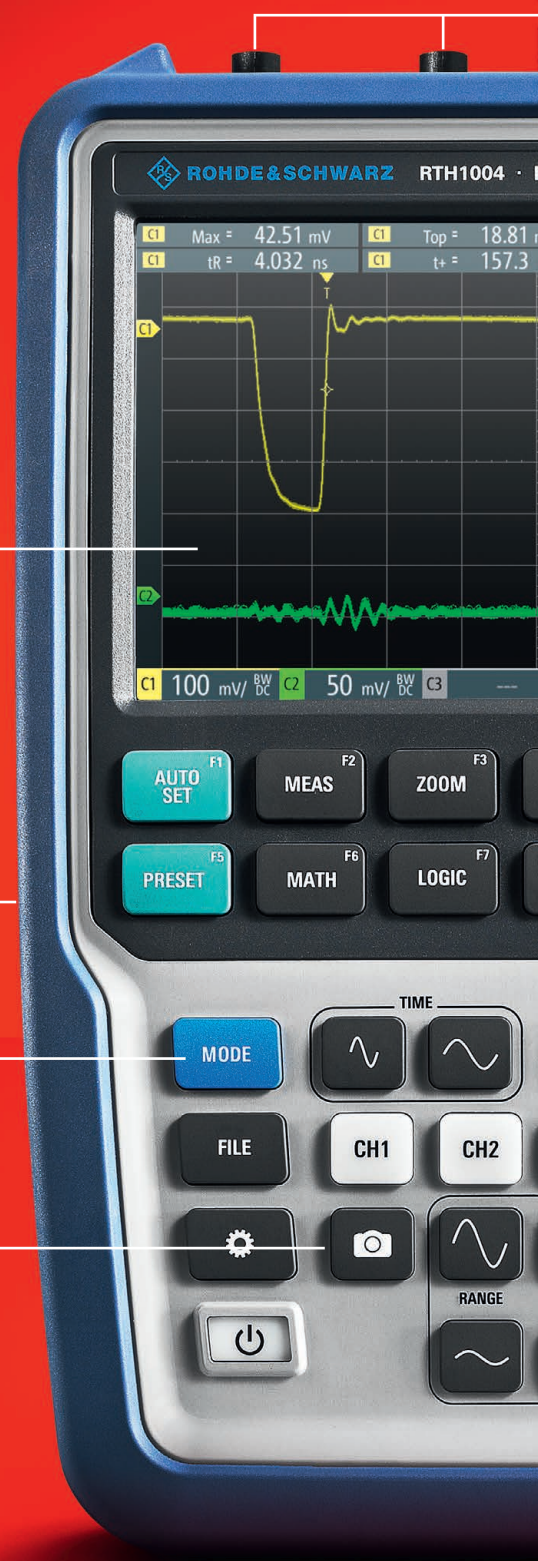 R&S ROHDE&SCHWARZ RTH1004 ·
C1 Max = 42.51 mV C1 Top = 18.81
C1 tR = 4.032 ns C1 t+ = 157.3
T
C1
C2
C1 100 mV/ BW DC C2 50 mV/ BW DC C3 ---
F1 F2 F3
AUTO SET MEAS ZOOM
F5 F6 F7
PRESET MATH LOGIC
TIME
MODE
FILE CH1 CH2
RANGE